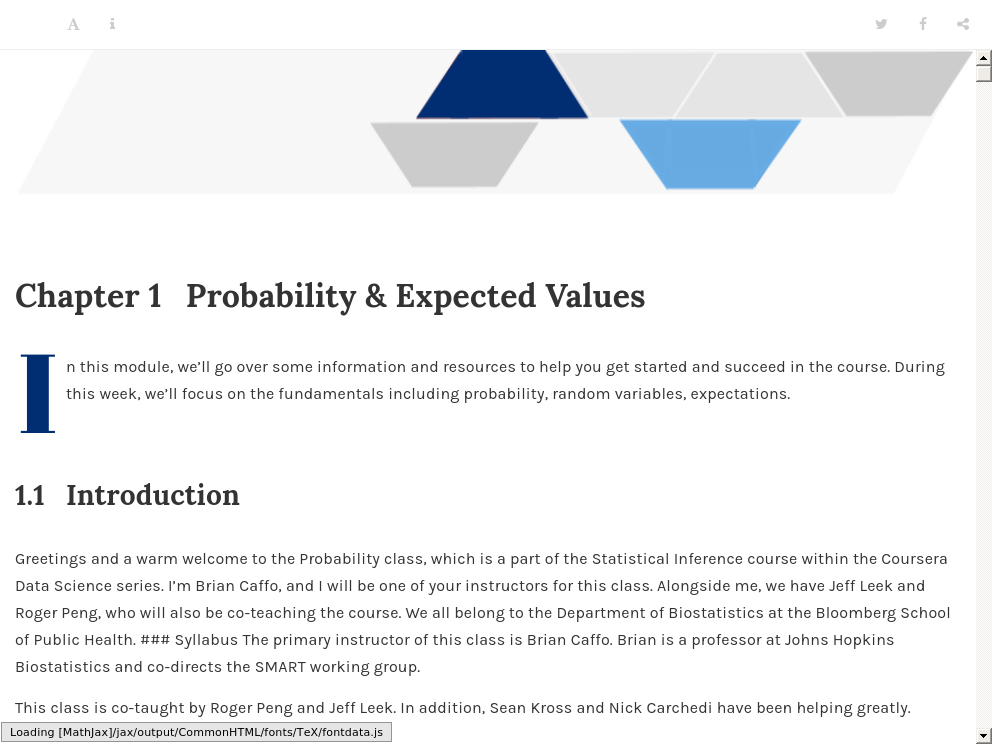 Chapter 1 Probability & Expected Values
In this module, we’ll go over some information and resources to help you get started and succeed in the course. During
this week, we’ll focus on the fundamentals including probability, random variables, expectations.
1.1 Introduction
Greetings and a warm welcome to the Probability class, which is a part of the Statistical Inference course within the Coursera
Data Science series. I’m Brian Caffo, and I will be one of your instructors for this class. Alongside me, we have Jeff Leek and
Roger Peng, who will also be co-teaching the course. We all belong to the Department of Biostatistics at the Bloomberg School
of Public Health. ### Syllabus The primary instructor of this class is Brian Caffo. Brian is a professor at Johns Hopkins
Biostatistics and co-directs the SMART working group.
This class is co-taught by Roger Peng and Jeff Leek. In addition, Sean Kross and Nick Carchedi have been helping greatly.
Loading [MathJax]/jax/output/CommonHTML/fonts/TeX/fontdata.js